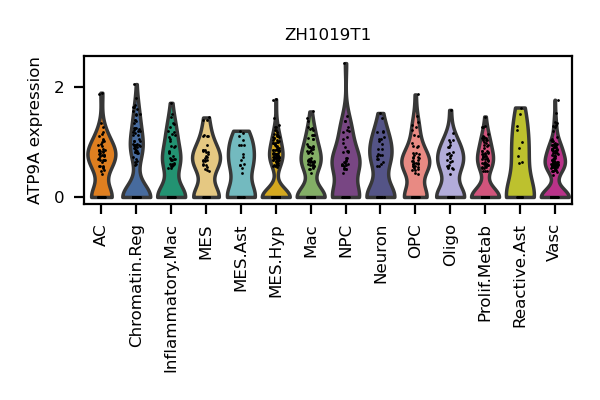 ZH1019T1
ATP9A expression
2
0
AC
Chromatin.Reg
Inflammatory.Mac
MES
MES.Ast
MES.Hyp
Mac
NPC
Neuron
OPC
Oligo
Prolif.Metab
Reactive.Ast
Vasc